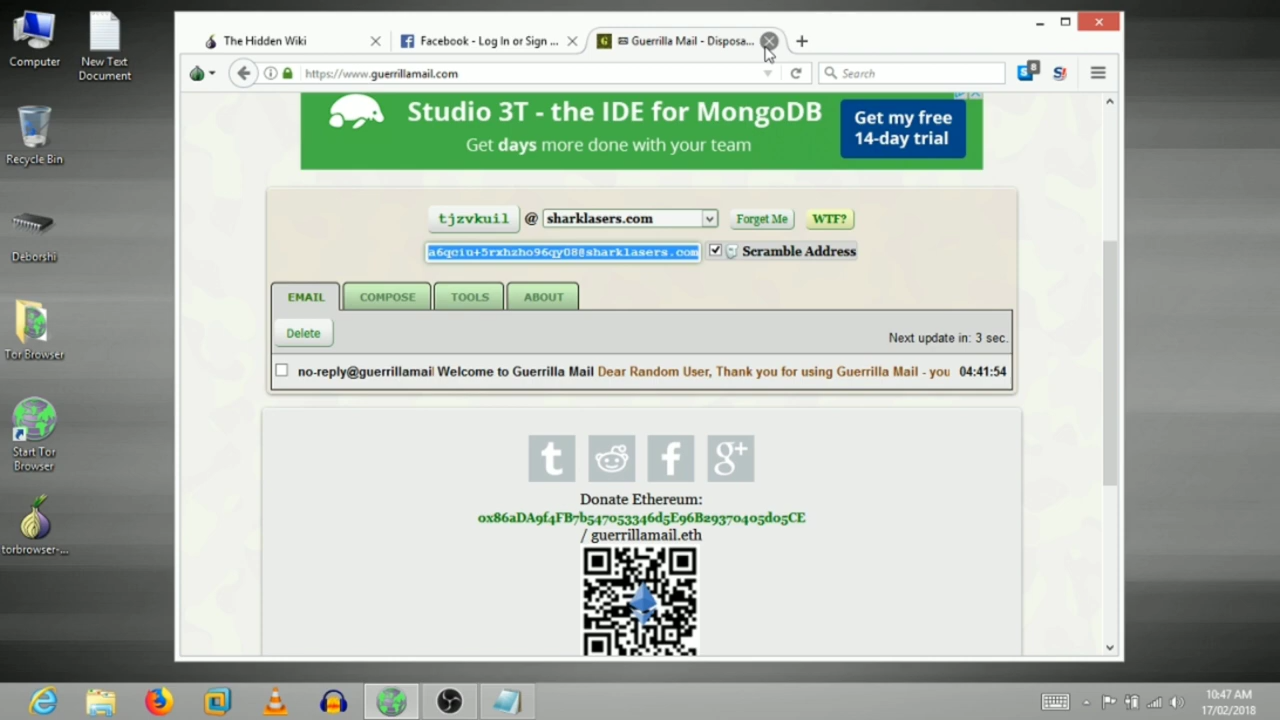 Computer
New Text
Document
Recycle Bin
Deborshi
Tor Browser
Start Tor
Browser
torbrowser-...
The Hidden Wiki
Facebook - Log In or Sign ...
G
Guerrilla Mail - Disposa...
https://www.guerrillamail.com
Search
8
S
Studio 3T - the IDE for MongoDB
Get days more done with your team
Get my free
14-day trial
tjzvkuil @ sharklasers.com
Forget Me
WTF?
a6qciu+5rxhzho96qy08@sharklasers.com
Scramble Address
EMAIL
COMPOSE
TOOLS
ABOUT
Delete
Next update in: 3 sec.
no-reply@guerrillamail Welcome to Guerrilla Mail Dear Random User, Thank you for using Guerrilla Mail - you 04:41:54
t
f
g+
Donate Ethereum:
0x86aDA9f4FB7b547053346d5E96B29370405d05CE
/ guerrillamail.eth
10:47 AM
17/02/2018